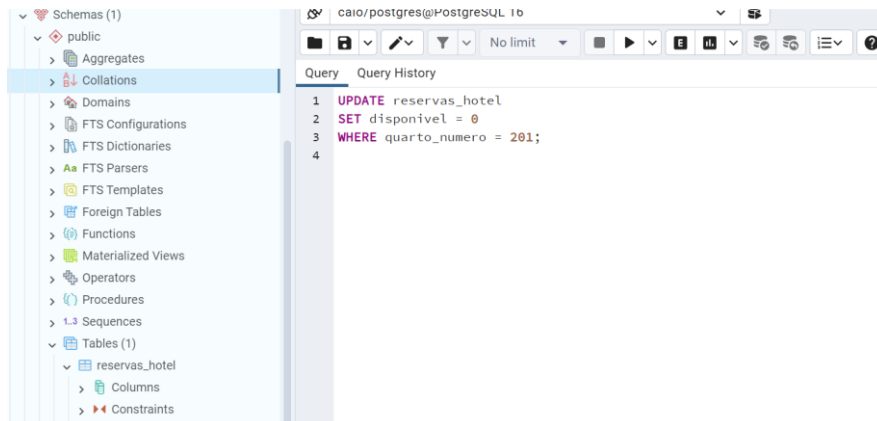 Schemas (1)
public
Aggregates
Collations
Domains
FTS Configurations
FTS Dictionaries
Aa FTS Parsers
FTS Templates
Foreign Tables
Functions
Materialized Views
Operators
Procedures
1..3 Sequences
Tables (1)
reservas_hotel
Columns
Constraints
caio/postgres@PostgreSQL 16
No limit
E
Query Query History
1 UPDATE reservas_hotel
2 SET disponivel = 0
3 WHERE quarto_numero = 201;
4